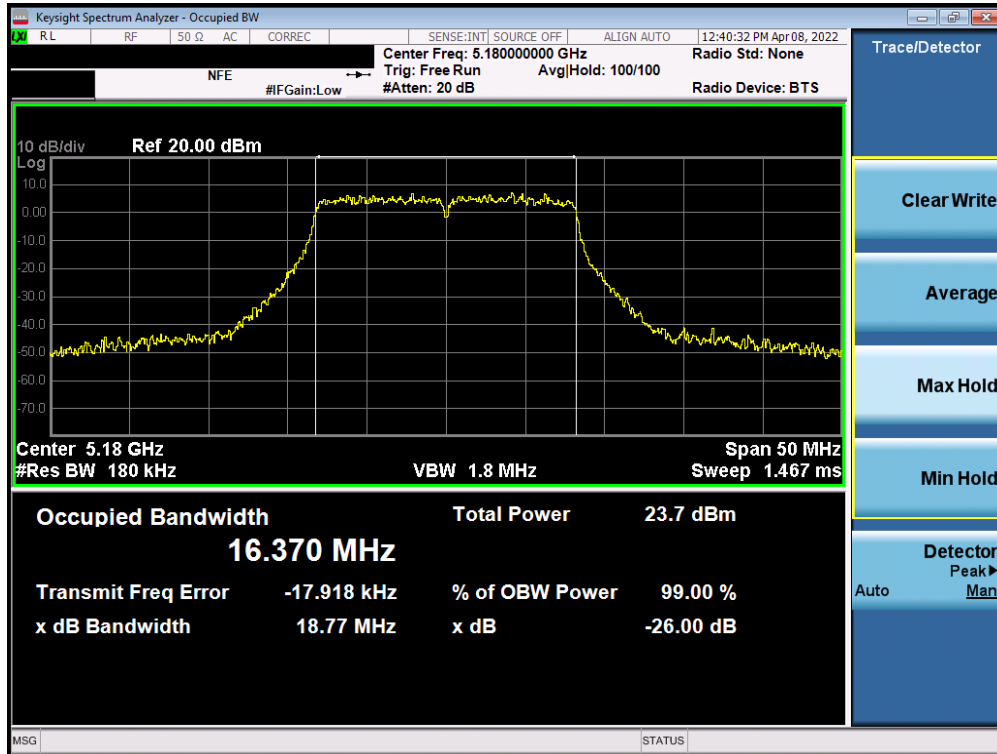 Keysight Spectrum Analyzer - Occupied BW
LXI RL RF 50 Ω AC CORREC SENSE:INT SOURCE OFF ALIGN AUTO 12:40:32 PM Apr 08, 2022
Center Freq: 5.180000000 GHz Radio Std: None
NFE Trig: Free Run Avg|Hold: 100/100
#IFGain:Low #Atten: 20 dB Radio Device: BTS
10 dB/div Ref 20.00 dBm
Log
10.0
0.00
-10.0
-20.0
-30.0
-40.0
-50.0
-60.0
-70.0
Center 5.18 GHz Span 50 MHz
#Res BW 180 kHz VBW 1.8 MHz Sweep 1.467 ms
Occupied Bandwidth Total Power 23.7 dBm
16.370 MHz
Transmit Freq Error -17.918 kHz % of OBW Power 99.00 %
x dB Bandwidth 18.77 MHz x dB -26.00 dB
MSG STATUS
Trace/Detector
Clear Write
Average
Max Hold
Min Hold
Detector
Peak▶
Auto Man